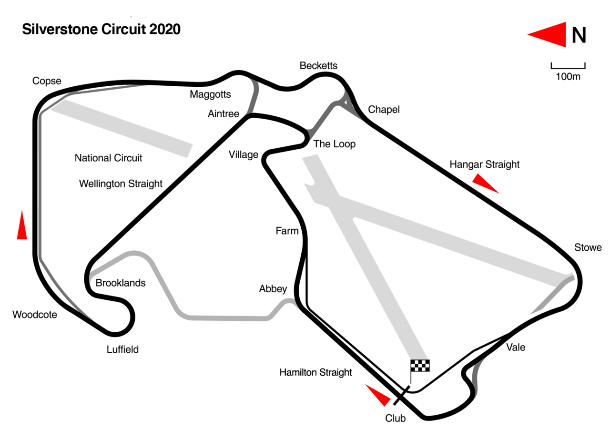 Silverstone Circuit 2020
N
100m
Becketts
Copse
Maggotts
Chapel
Aintree
The Loop
Village
National Circuit
Hangar Straight
Wellington Straight
Farm
Stowe
Brooklands
Abbey
Woodcote
Vale
Luffield
Hamilton Straight
Club